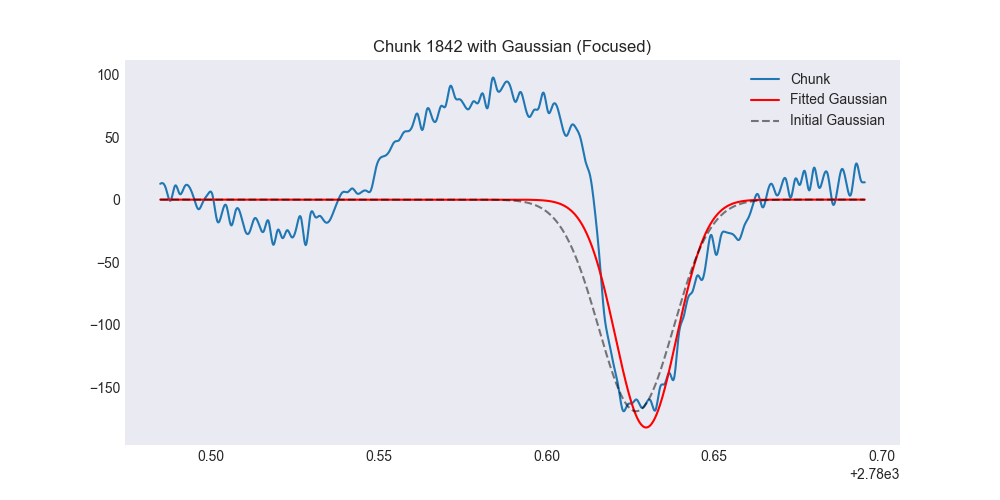 Chunk 1842 with Gaussian (Focused)
Chunk
Fitted Gaussian
Initial Gaussian
100
50
0
−50
−100
−150
0.50 0.55 0.60 0.65 0.70
+2.78e3